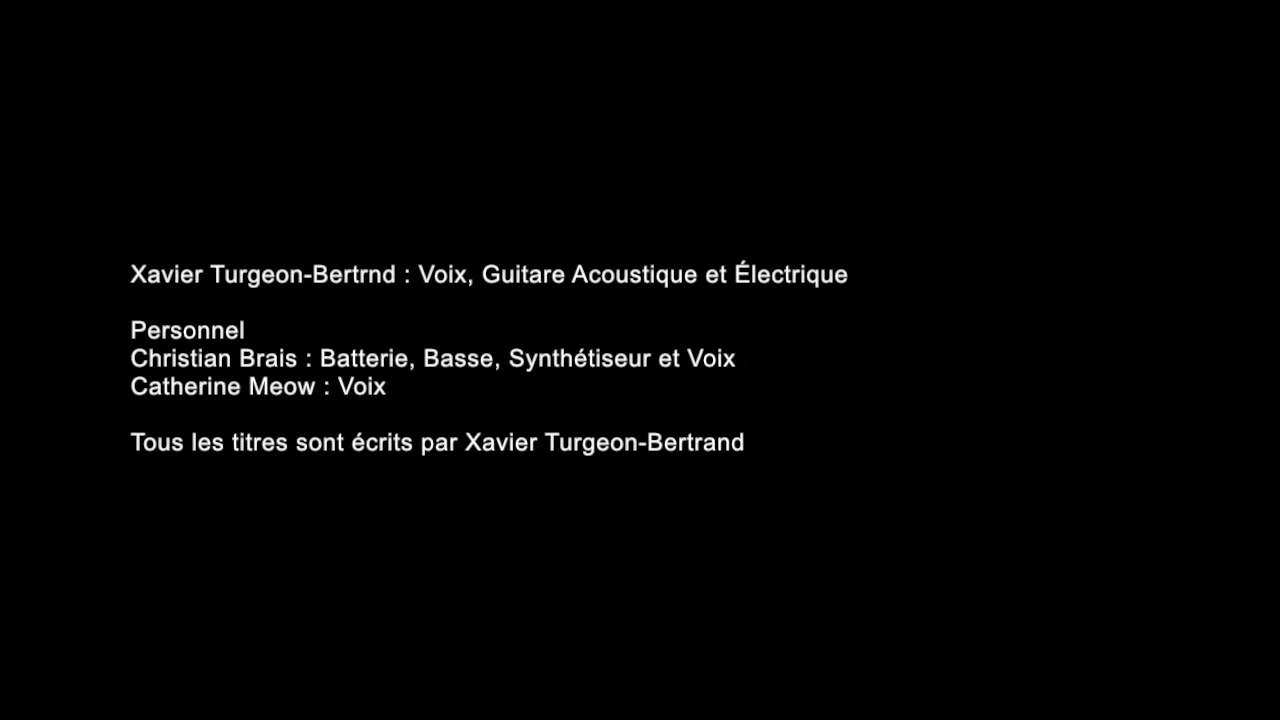 Xavier Turgeon-Bertrnd : Voix, Guitare Acoustique et Électrique
Personnel
Christian Brais : Batterie, Basse, Synthétiseur et Voix
Catherine Meow : Voix
Tous les titres sont écrits par Xavier Turgeon-Bertrand